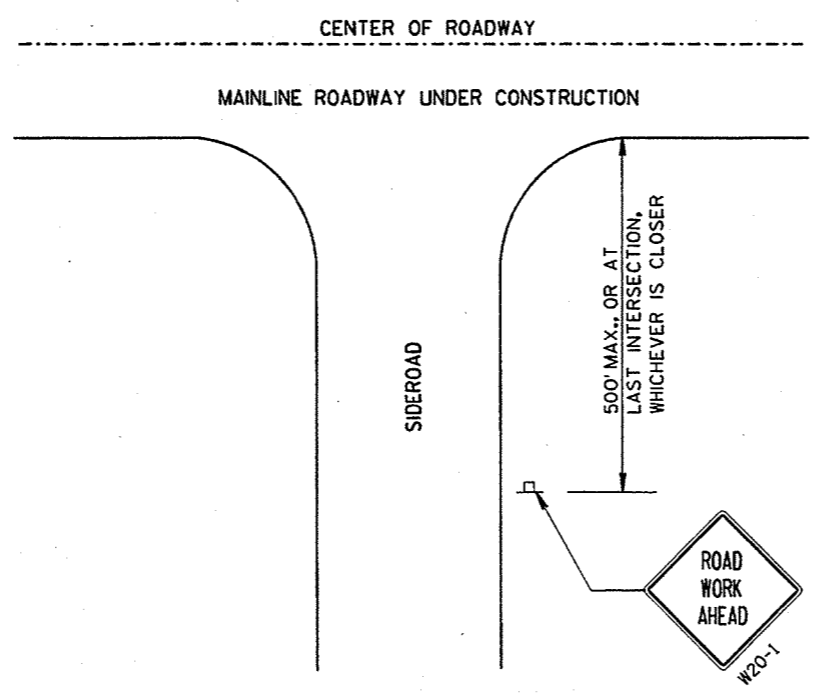 CENTER OF ROADWAY
MAINLINE ROADWAY UNDER CONSTRUCTION
SIDEROAD
500' MAX., OR AT
LAST INTERSECTION,
WHICHEVER IS CLOSER
ROAD
WORK
AHEAD
W20-1